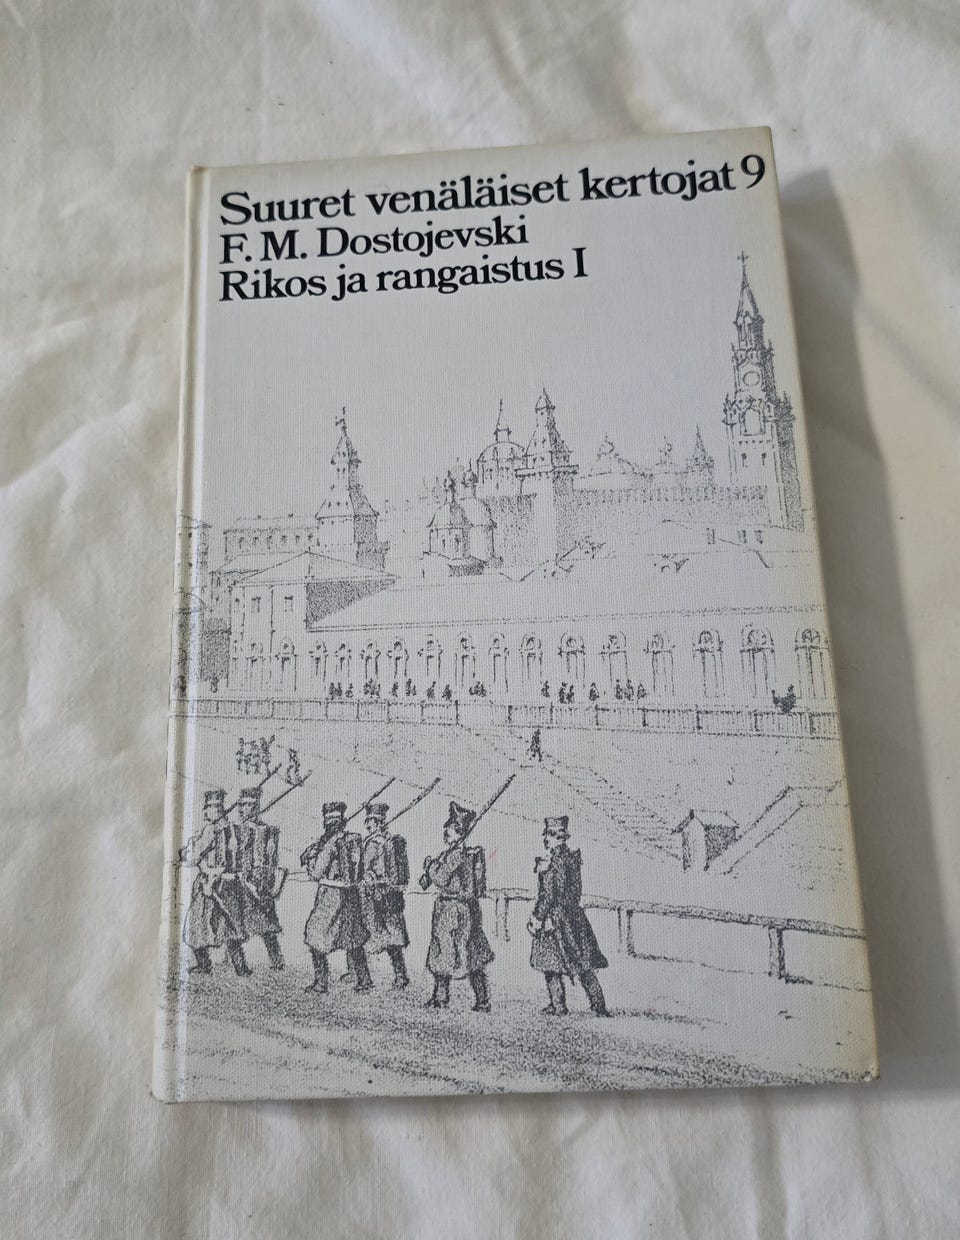 Suuret venäläiset kertojat 9
F. M. Dostojevski
Rikos ja rangaistus I